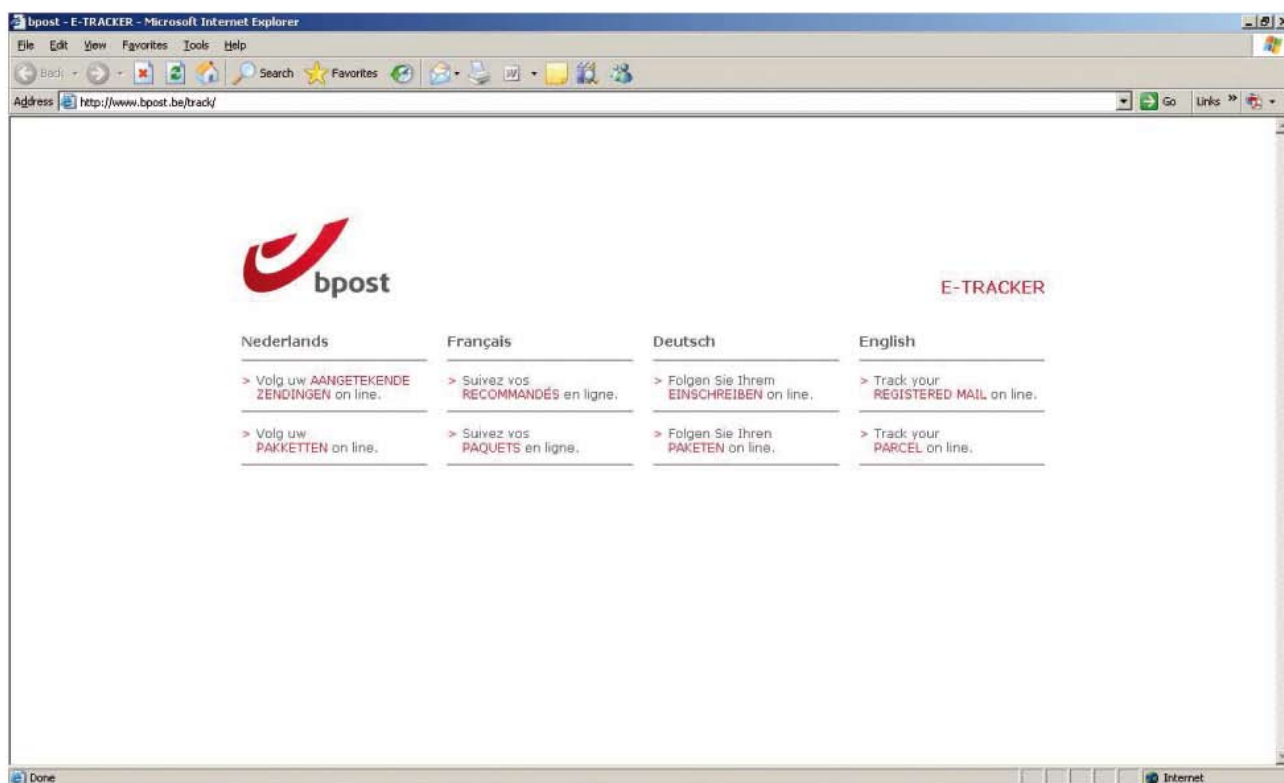 bpost - E-TRACKER - Microsoft Internet Explorer
File Edit View Favorites Tools Help
Back Search Favorites
Address http://www.bpost.be/track/ Go Links »
bpost
E-TRACKER
Nederlands Français Deutsch English
> Volg uw AANGETEKENDE > Suivez vos > Folgen Sie Ihrem > Track your
ZENDINGEN on line. RECOMMANDÉS en ligne. EINSCHREIBEN on line. REGISTERED MAIL on line.
> Volg uw > Suivez vos > Folgen Sie Ihren > Track your
PAKKETTEN on line. PAQUETS en ligne. PAKETEN on line. PARCEL on line.
Done Internet